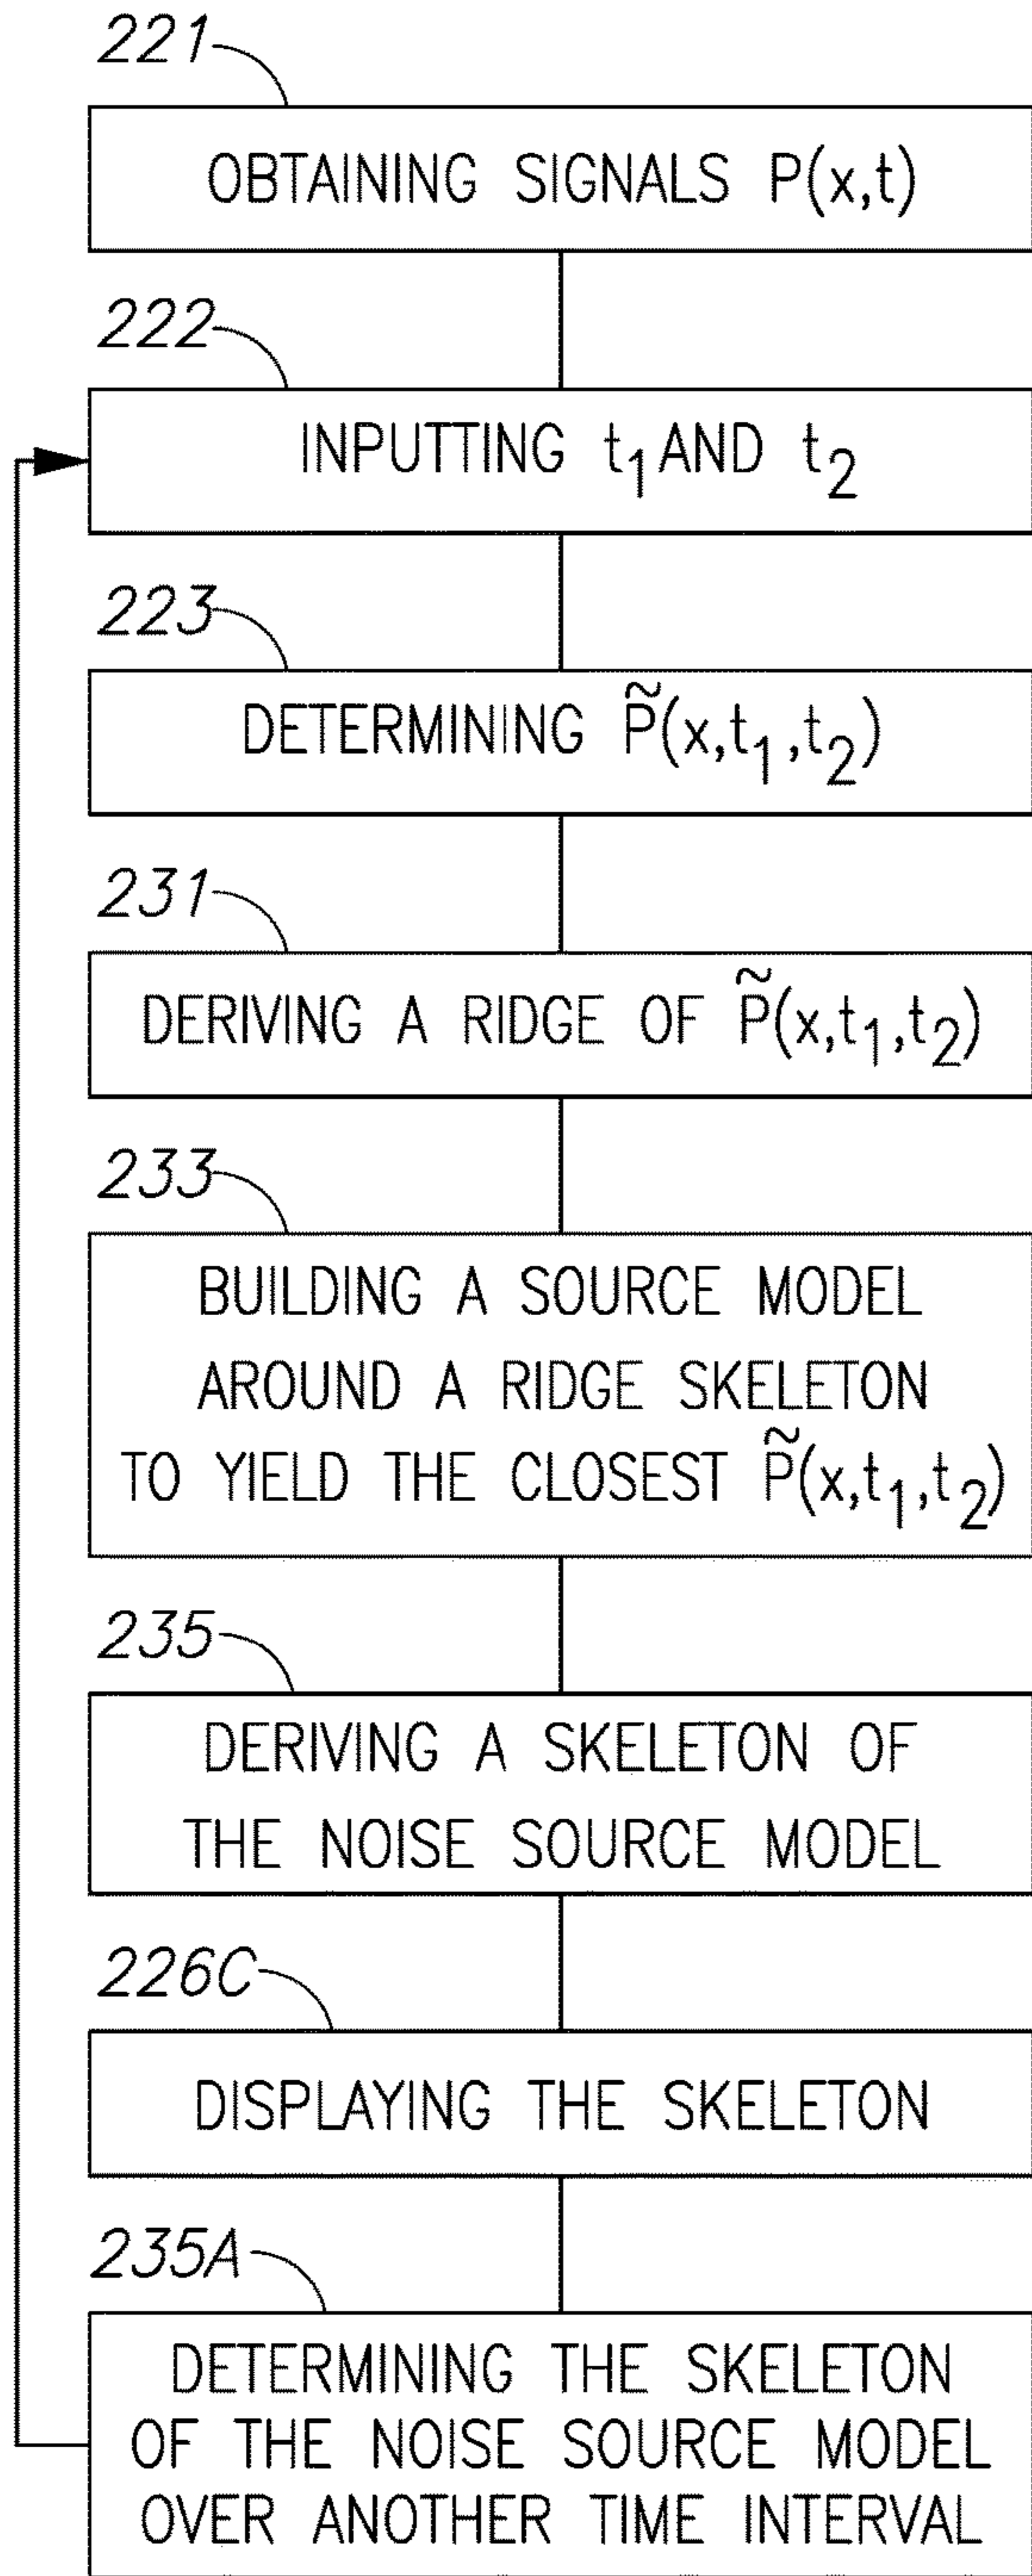 221
OBTAINING SIGNALS P(x,t)
222
INPUTTING t₁ AND t₂
223
DETERMINING P̃(x,t₁,t₂)
231
DERIVING A RIDGE OF P̃(x,t₁,t₂)
233
BUILDING A SOURCE MODEL
AROUND A RIDGE SKELETON
TO YIELD THE CLOSEST P̃(x,t₁,t₂)
235
DERIVING A SKELETON OF
THE NOISE SOURCE MODEL
226C
DISPLAYING THE SKELETON
235A
DETERMINING THE SKELETON
OF THE NOISE SOURCE MODEL
OVER ANOTHER TIME INTERVAL